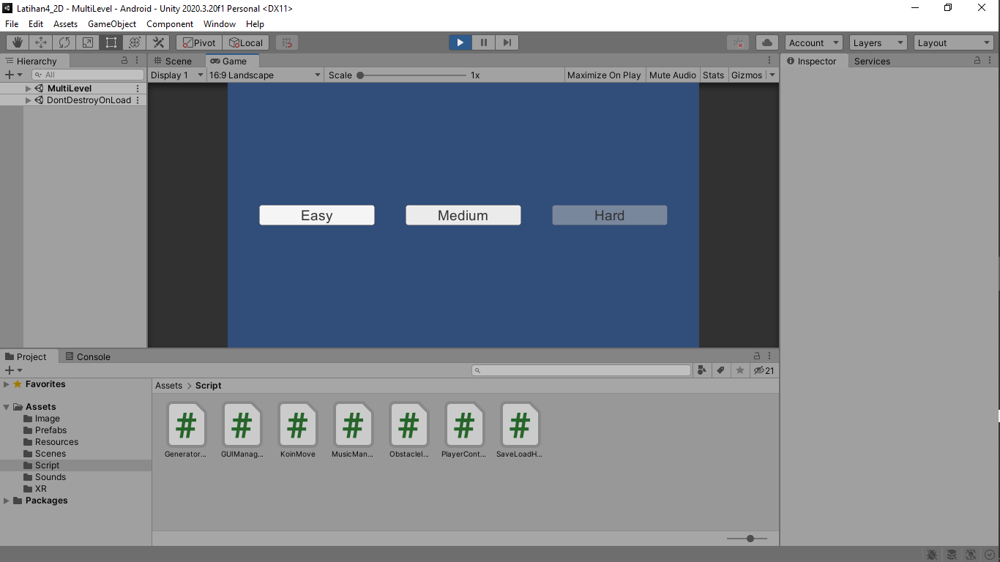 Latihan4_2D - MultiLevel - Android - Unity 2020.3.20f1 Personal <DX11>
File Edit Assets GameObject Component Window Help
Pivot Local Account Layers Layout
Hierarchy Scene Game Inspector Services
All Display 1 16:9 Landscape Scale 1x Maximize On Play Mute Audio Stats Gizmos
MultiLevel
DontDestroyOnLoad
Easy Medium Hard
Project Console
21
Favorites Assets > Script
Assets
Image
Prefabs
Resources
Scenes
Script
Sounds
XR
Packages
# # # # # # #
Generator... GUIManag... KoinMove MusicMan... ObstacleI... PlayerCont... SaveLoadH...